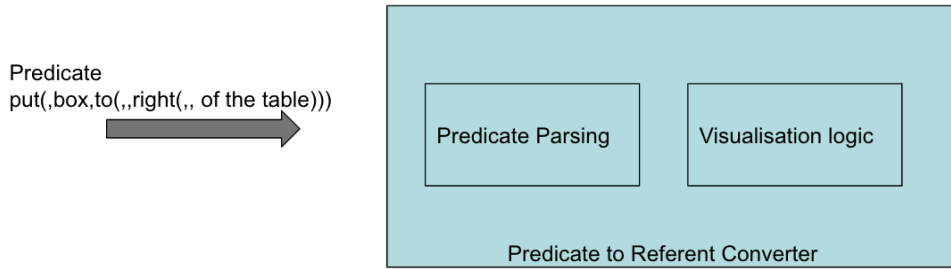 Predicate
put(,box,to(,,right(,, of the table)))
Predicate Parsing
Visualisation logic
Predicate to Referent Converter